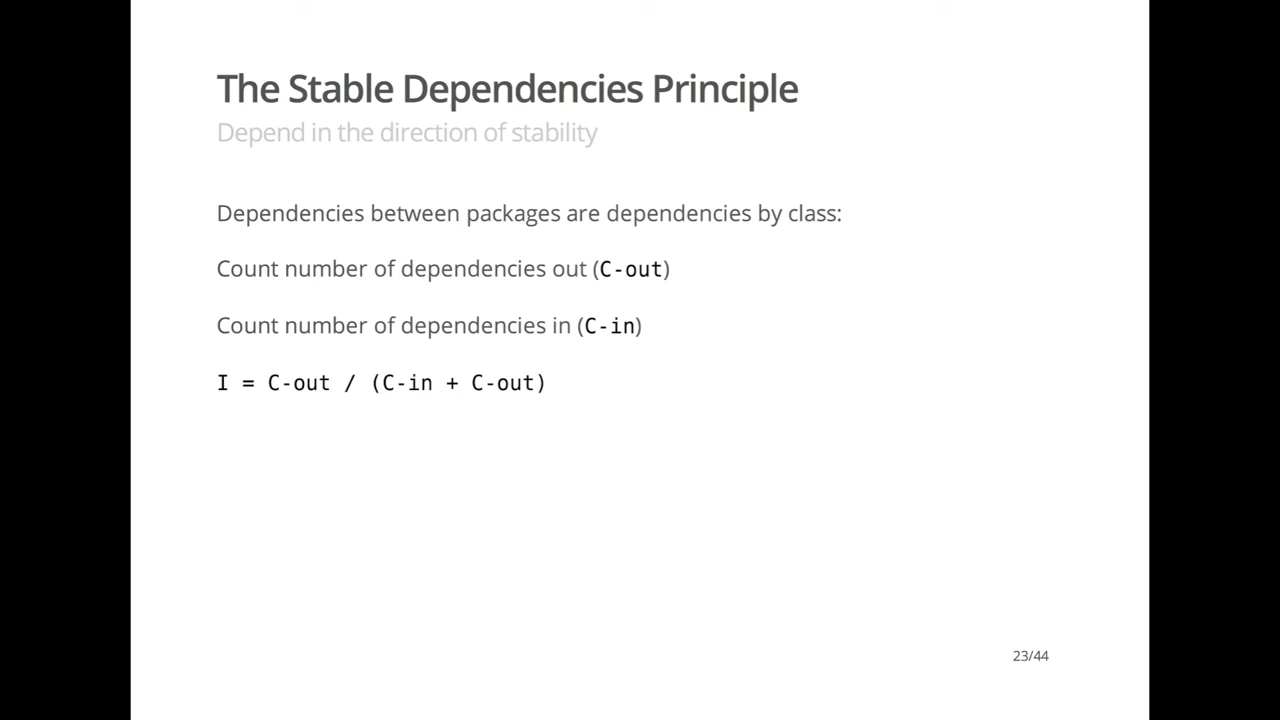 The Stable Dependencies Principle
Depend in the direction of stability
Dependencies between packages are dependencies by class:
Count number of dependencies out (C-out)
Count number of dependencies in (C-in)
I = C-out / (C-in + C-out)
23/44